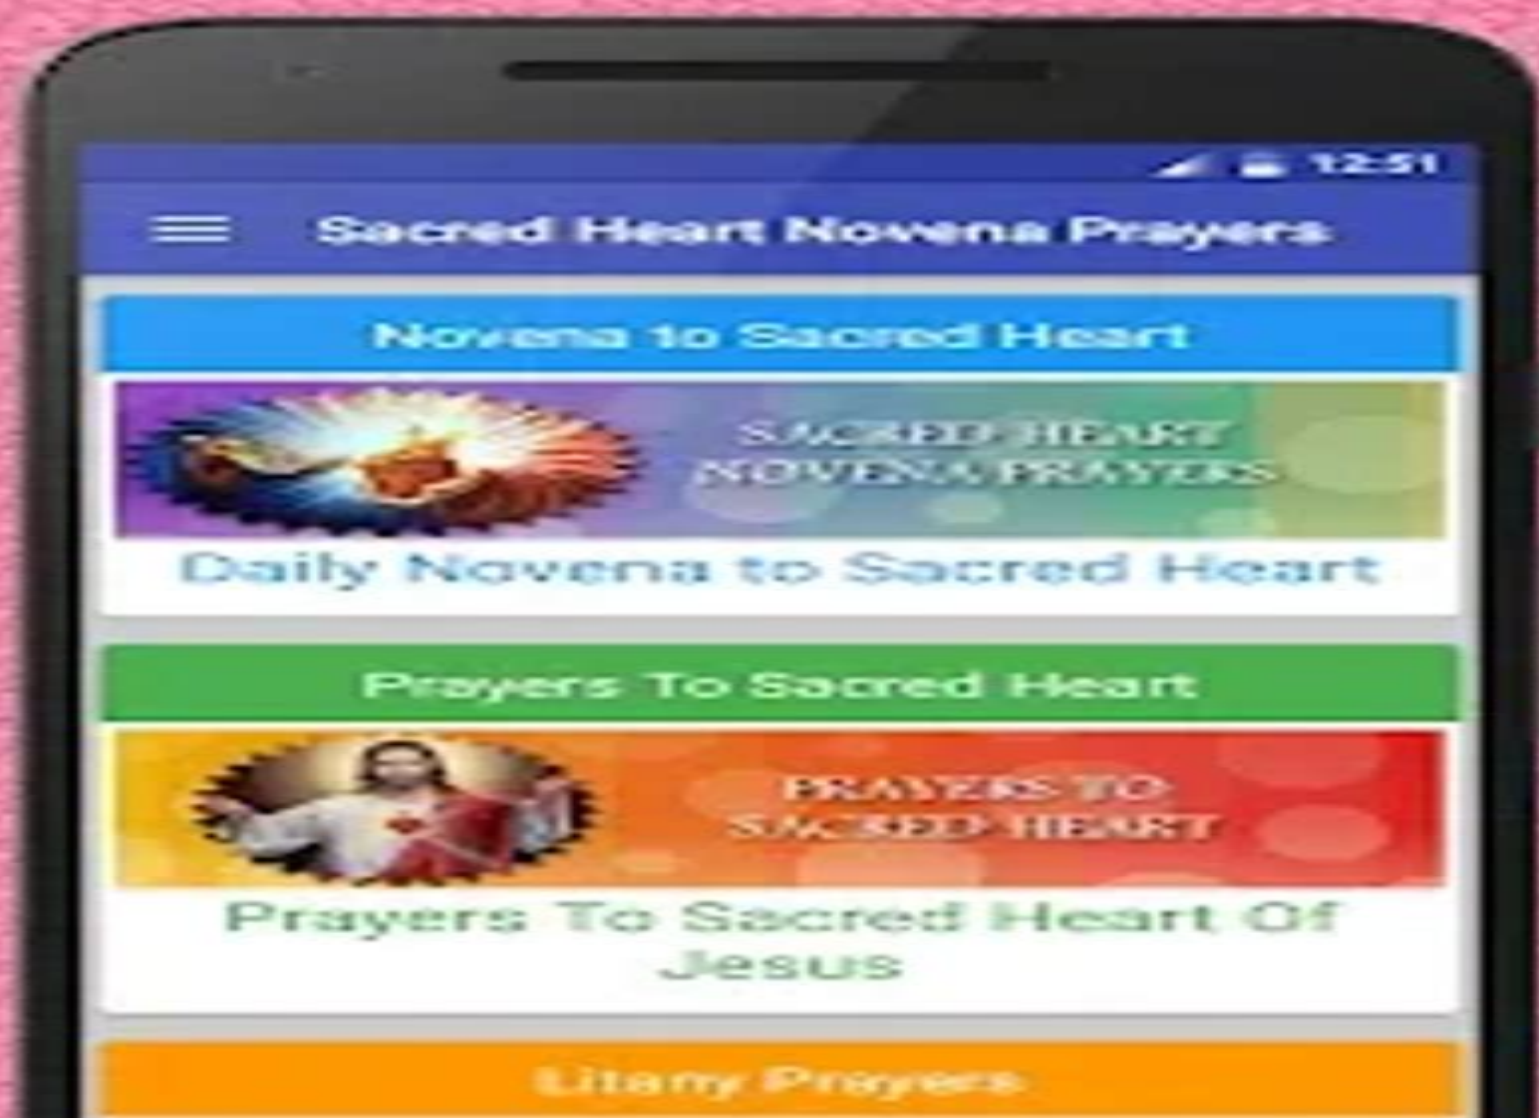 12:51
Sacred Heart Novena Prayers
Novena to Sacred Heart
SACRED HEART
NOVENA PRAYERS
Daily Novena to Sacred Heart
Prayers To Sacred Heart
PRAYERS TO
SACRED HEART
Prayers To Sacred Heart Of
Jesus
Litany Prayers